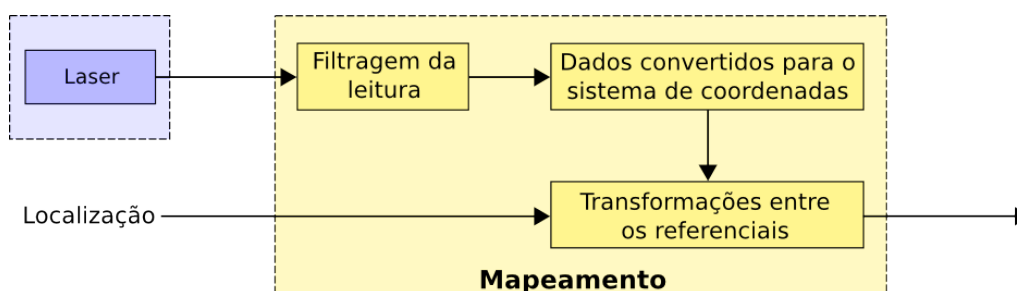 Laser
Filtragem da
leitura
Dados convertidos para o
sistema de coordenadas
Localização
Transformações entre
os referenciais
Mapeamento